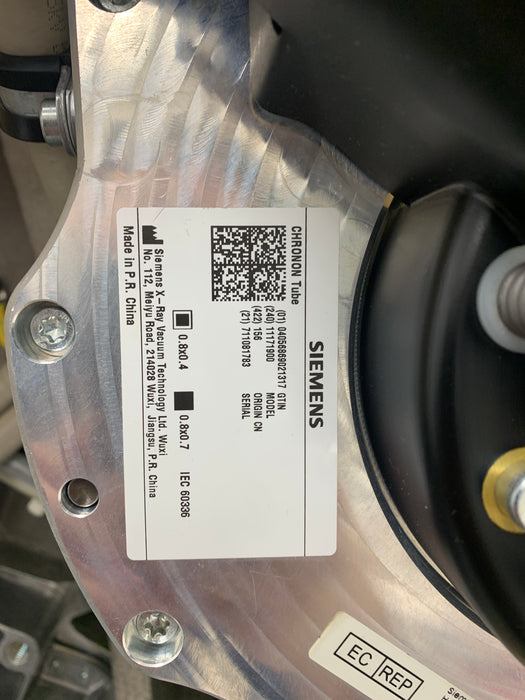 SIEMENS
CHRONON Tube
(01) 04056869021317 GTIN
(240) 11171900 MODEL
(422) 156 ORIGIN CN
(21) 711081783 SERIAL
0.8x0.4 0.8x0.7 IEC 60336
Siemens X-Ray Vacuum Technology Ltd. Wuxi
No. 112, Meiyu Road, 214028 Wuxi, Jiangsu, P.R. China
Made in P.R. China
EC REP